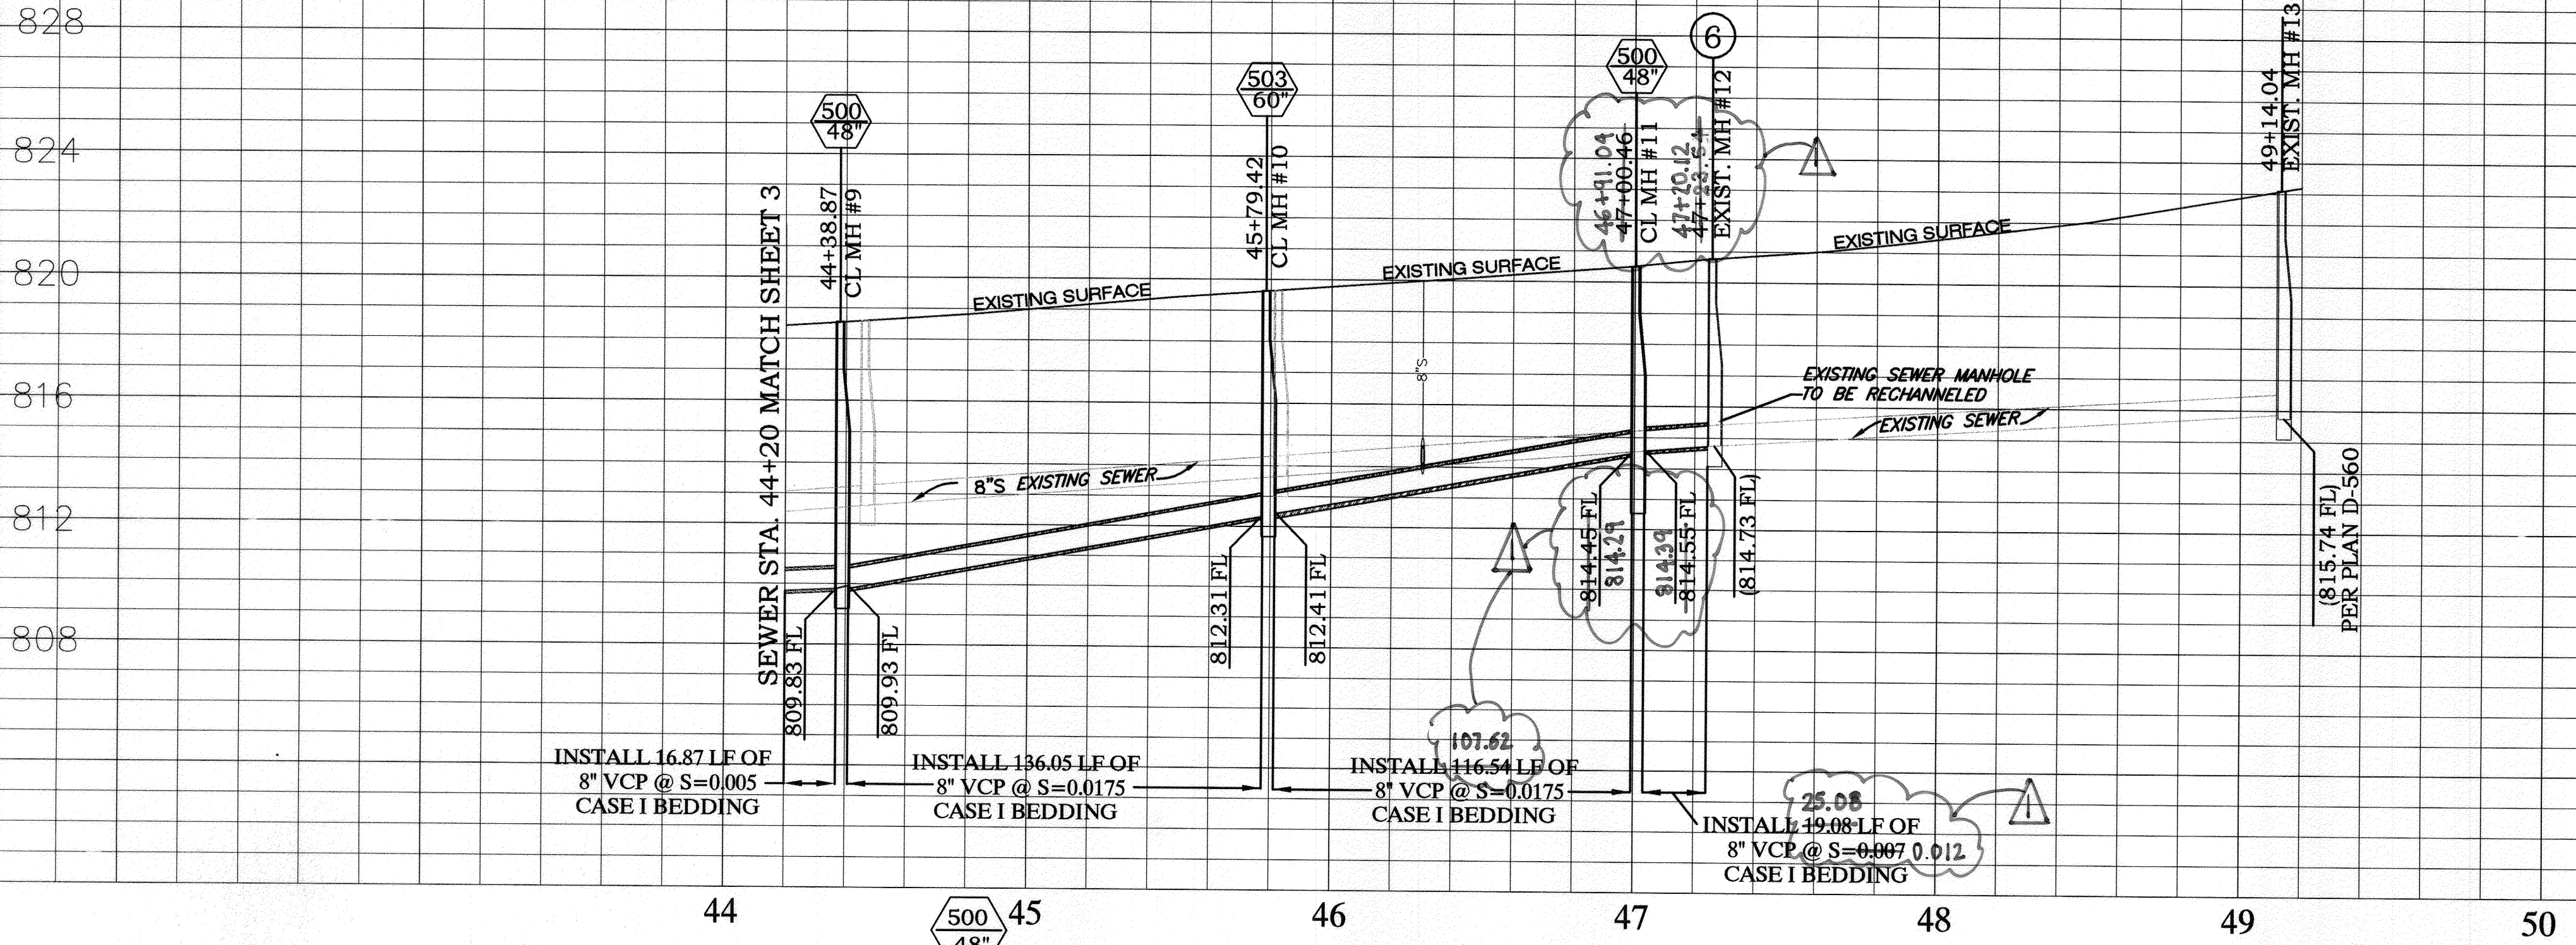 828
824
820
816
812
808
500
48"
44+38.87
CL MH #9
503
60"
45+79.42
CL MH #10
500
48"
46+91.04
47+00.46
CL MH #11
6
47+20.12
47+23.54
EXIST. MH #12
1
49+14.04
EXIST. MH #13
SEWER STA. 44+20 MATCH SHEET 3
EXISTING SURFACE
EXISTING SURFACE
EXISTING SURFACE
8"S
EXISTING SEWER MANHOLE
TO BE RECHANNELED
EXISTING SEWER
8"S EXISTING SEWER
809.83 FL
809.93 FL
812.31 FL
812.41 FL
1
814.45 FL
814.29
814.39
814.55 FL
(814.73 FL)
(815.74 FL)
PER PLAN D-560
INSTALL 16.87 LF OF
8" VCP @ S=0.005
CASE I BEDDING
INSTALL 136.05 LF OF
8" VCP @ S=0.0175
CASE I BEDDING
107.62
INSTALL 116.54 LF OF
8" VCP @ S=0.0175
CASE I BEDDING
25.08
1
INSTALL 19.08 LF OF
8" VCP @ S=0.007 0.012
CASE I BEDDING
44
500
48"
45
46
47
48
49
50